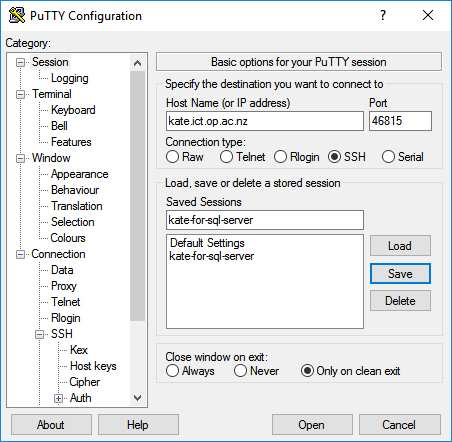 PuTTY Configuration
? ×
Category:
Session
Logging
Terminal
Keyboard
Bell
Features
Window
Appearance
Behaviour
Translation
Selection
Colours
Connection
Data
Proxy
Telnet
Rlogin
SSH
Kex
Host keys
Cipher
Auth
Basic options for your PuTTY session
Specify the destination you want to connect to
Host Name (or IP address) Port
kate.ict.op.ac.nz 46815
Connection type:
Raw Telnet Rlogin SSH Serial
Load, save or delete a stored session
Saved Sessions
kate-for-sql-server
Default Settings
kate-for-sql-server
Load
Save
Delete
Close window on exit:
Always Never Only on clean exit
About Help Open Cancel